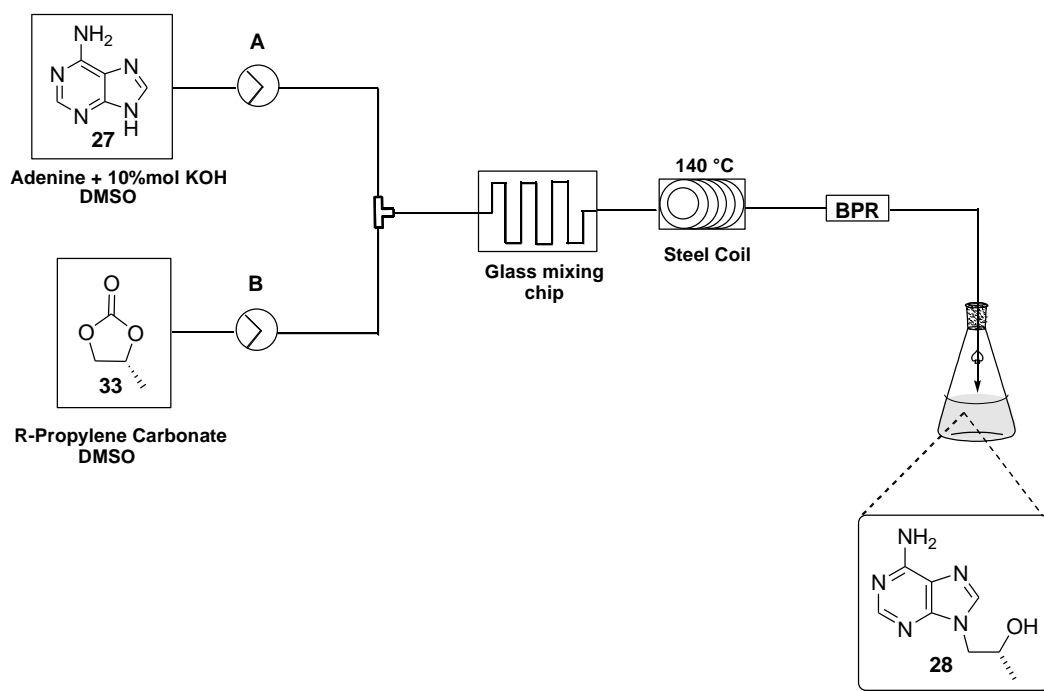 A
NH₂
N
N
N
N
H
27
Adenine + 10%mol KOH
DMSO
140 °C
BPR
Steel Coil
Glass mixing
chip
B
O
O
O
33
R-Propylene Carbonate
DMSO
NH₂
N
N
N
N
OH
28